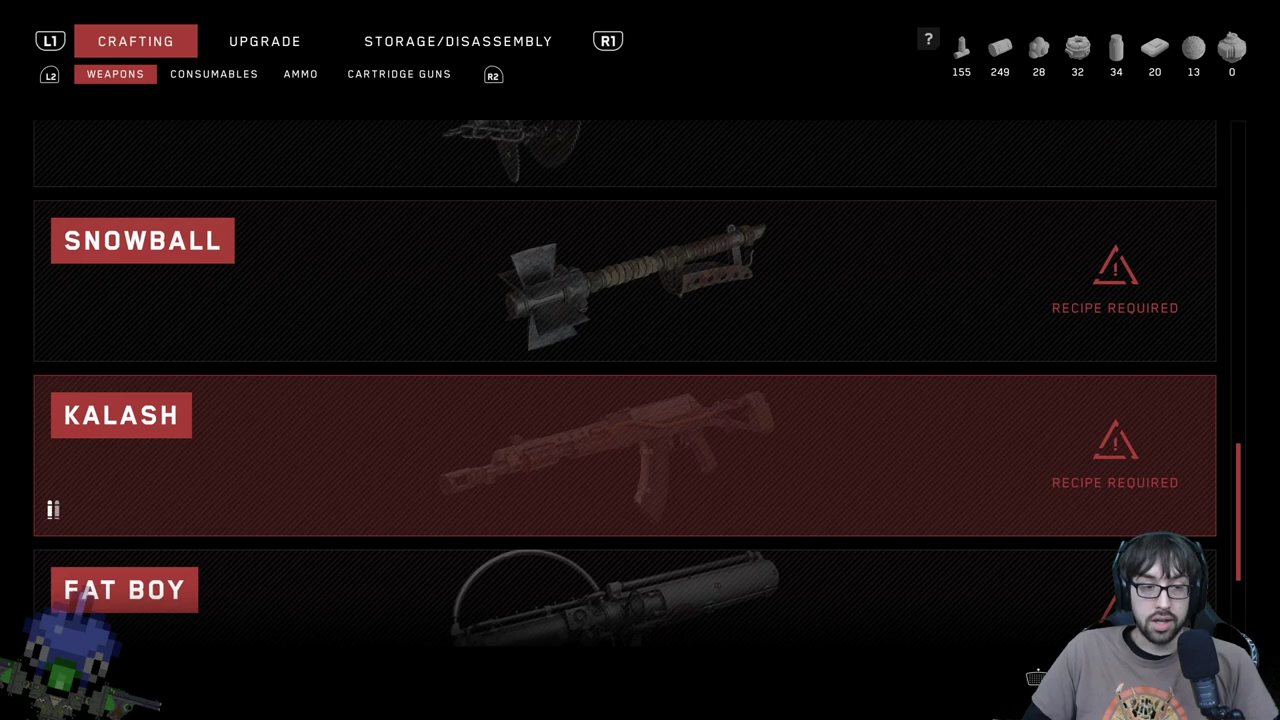 L1 CRAFTING UPGRADE STORAGE/DISASSEMBLY R1 ?
L2 WEAPONS CONSUMABLES AMMO CARTRIDGE GUNS R2
155 249 28 32 34 20 13 0
SNOWBALL
RECIPE REQUIRED
KALASH
RECIPE REQUIRED
FAT BOY